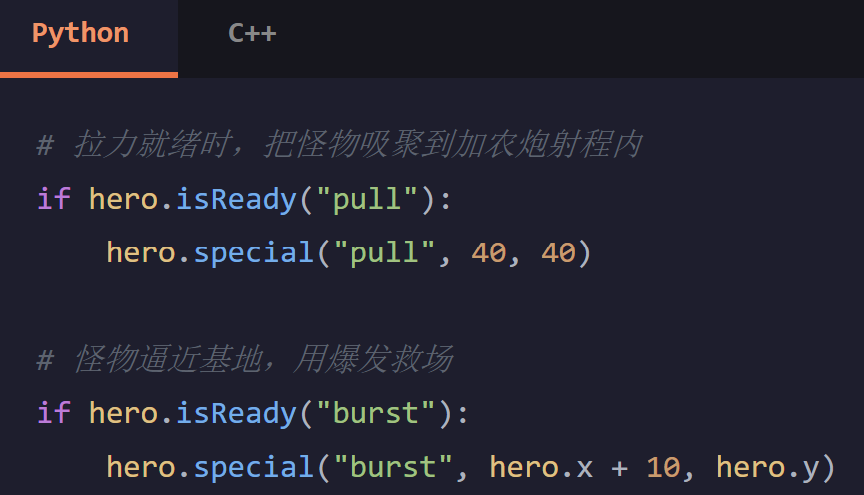 Python C++
# 拉力就绪时，把怪物吸聚到加农炮射程内
if hero.isReady("pull"):
    hero.special("pull", 40, 40)
# 怪物逼近基地，用爆发救场
if hero.isReady("burst"):
    hero.special("burst", hero.x + 10, hero.y)